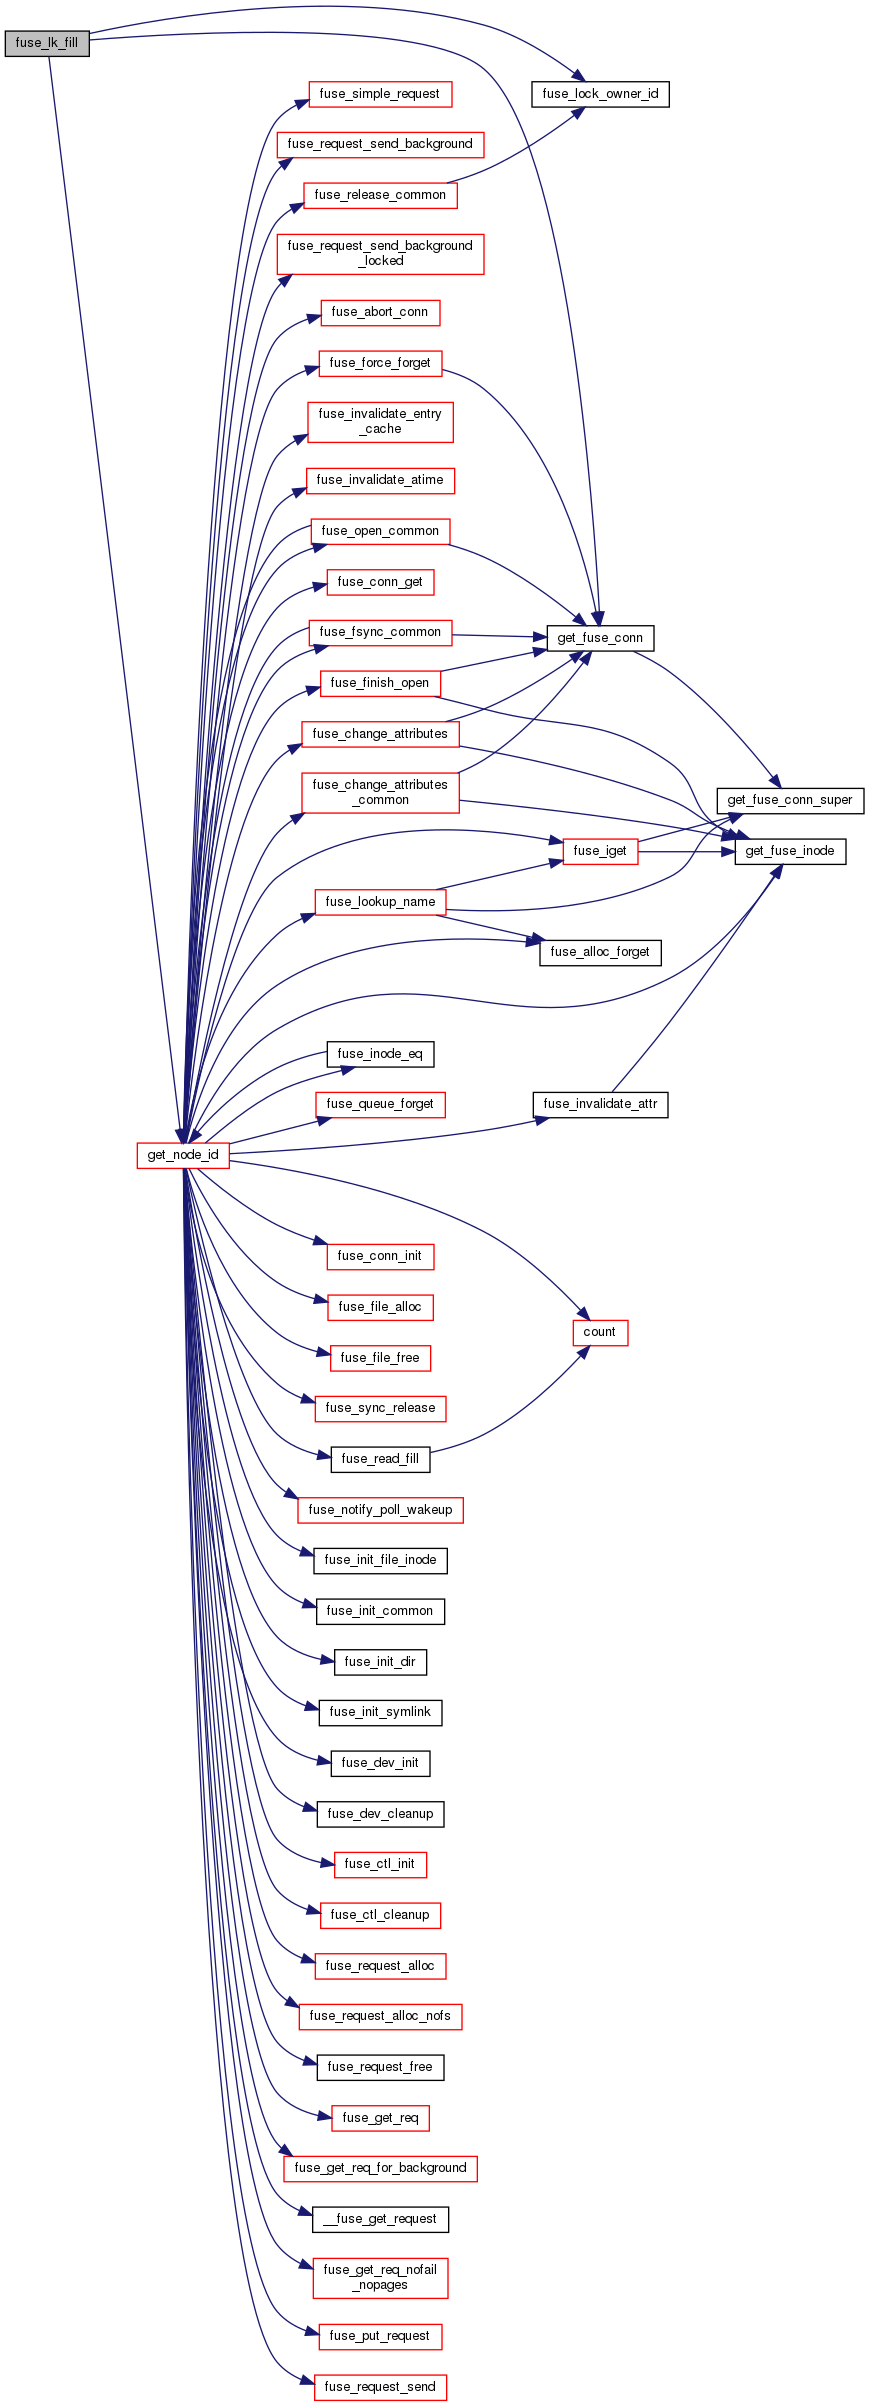 fuse_lk_fill
fuse_simple_request
fuse_lock_owner_id
fuse_request_send_background
fuse_release_common
fuse_request_send_background
_locked
fuse_abort_conn
fuse_force_forget
fuse_invalidate_entry
_cache
fuse_invalidate_atime
fuse_open_common
fuse_conn_get
fuse_fsync_common
get_fuse_conn
fuse_finish_open
fuse_change_attributes
fuse_change_attributes
_common
get_fuse_conn_super
fuse_iget
get_fuse_inode
fuse_lookup_name
fuse_alloc_forget
fuse_inode_eq
fuse_queue_forget
fuse_invalidate_attr
get_node_id
fuse_conn_init
fuse_file_alloc
count
fuse_file_free
fuse_sync_release
fuse_read_fill
fuse_notify_poll_wakeup
fuse_init_file_inode
fuse_init_common
fuse_init_dir
fuse_init_symlink
fuse_dev_init
fuse_dev_cleanup
fuse_ctl_init
fuse_ctl_cleanup
fuse_request_alloc
fuse_request_alloc_nofs
fuse_request_free
fuse_get_req
fuse_get_req_for_background
__fuse_get_request
fuse_get_req_nofail
_nopages
fuse_put_request
fuse_request_send